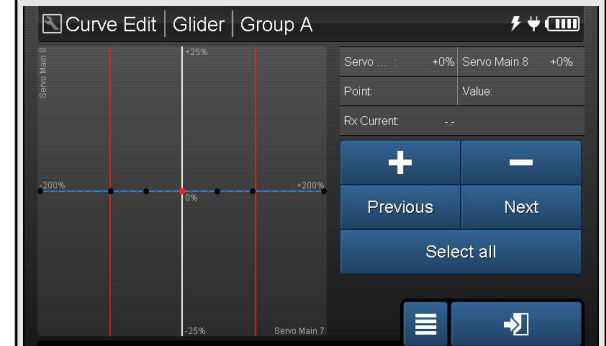 Curve Edit | Glider | Group A
+25%
Servo Main 8
-200%
+200%
0%
-25%
Servo Main 7
Servo ... : +0% Servo Main 8 +0%
Point: Value:
Rx Current: -.-
Previous Next
Select all